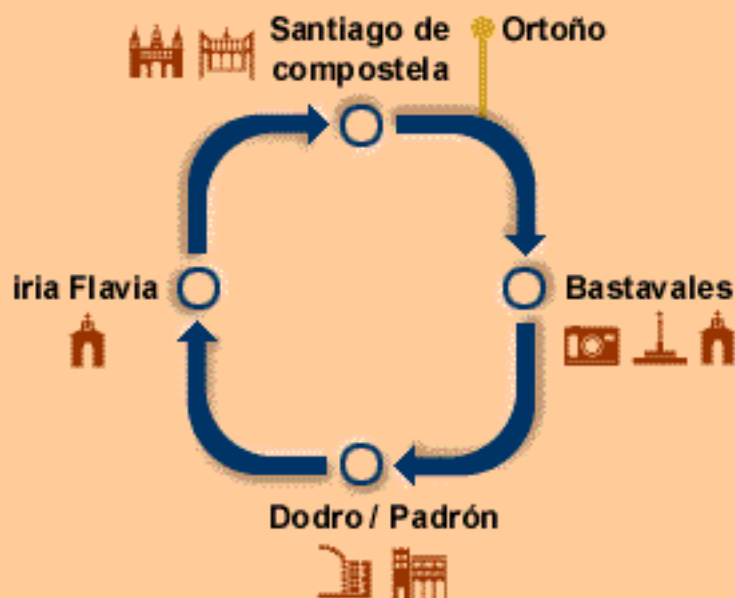 Santiago de
compostela
Ortoño
iria Flavia
Bastavales
Dodro / Padrón